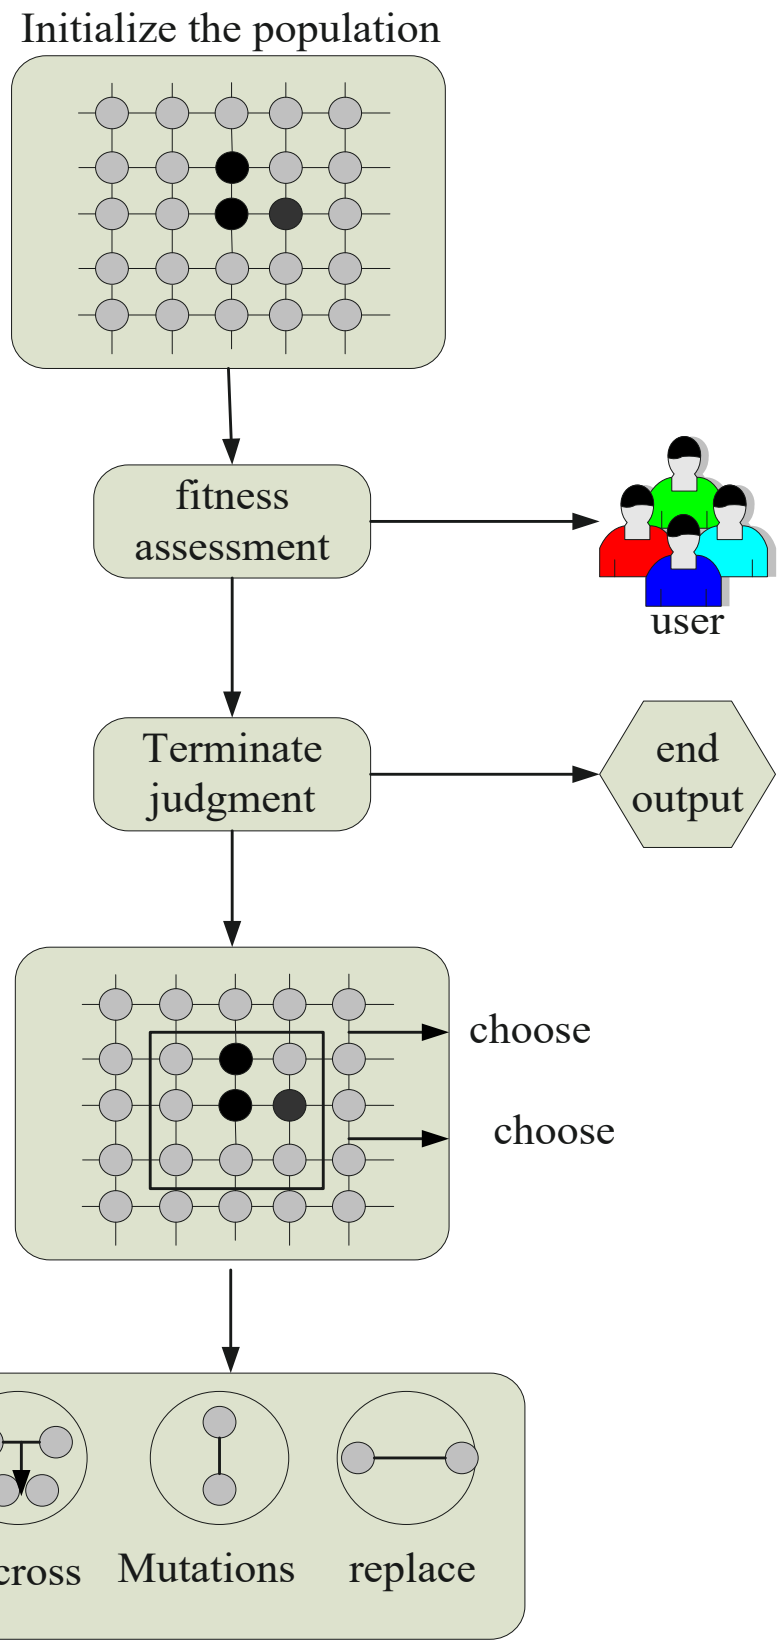 Initialize the population
fitness
assessment
user
Terminate
judgment
end
output
choose
choose
cross
Mutations
replace